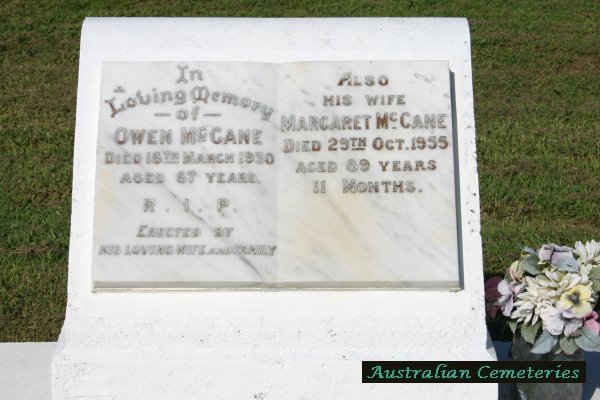 In
Loving Memory
— of —
OWEN McCANE
DIED 18TH MARCH 1930
AGED 67 YEARS.
R. I. P.
ERECTED BY
HIS LOVING WIFE AND FAMILY
ALSO
HIS WIFE
MARGARET McCANE
DIED 29TH OCT. 1955
AGED 89 YEARS
11 MONTHS.
Australian Cemeteries